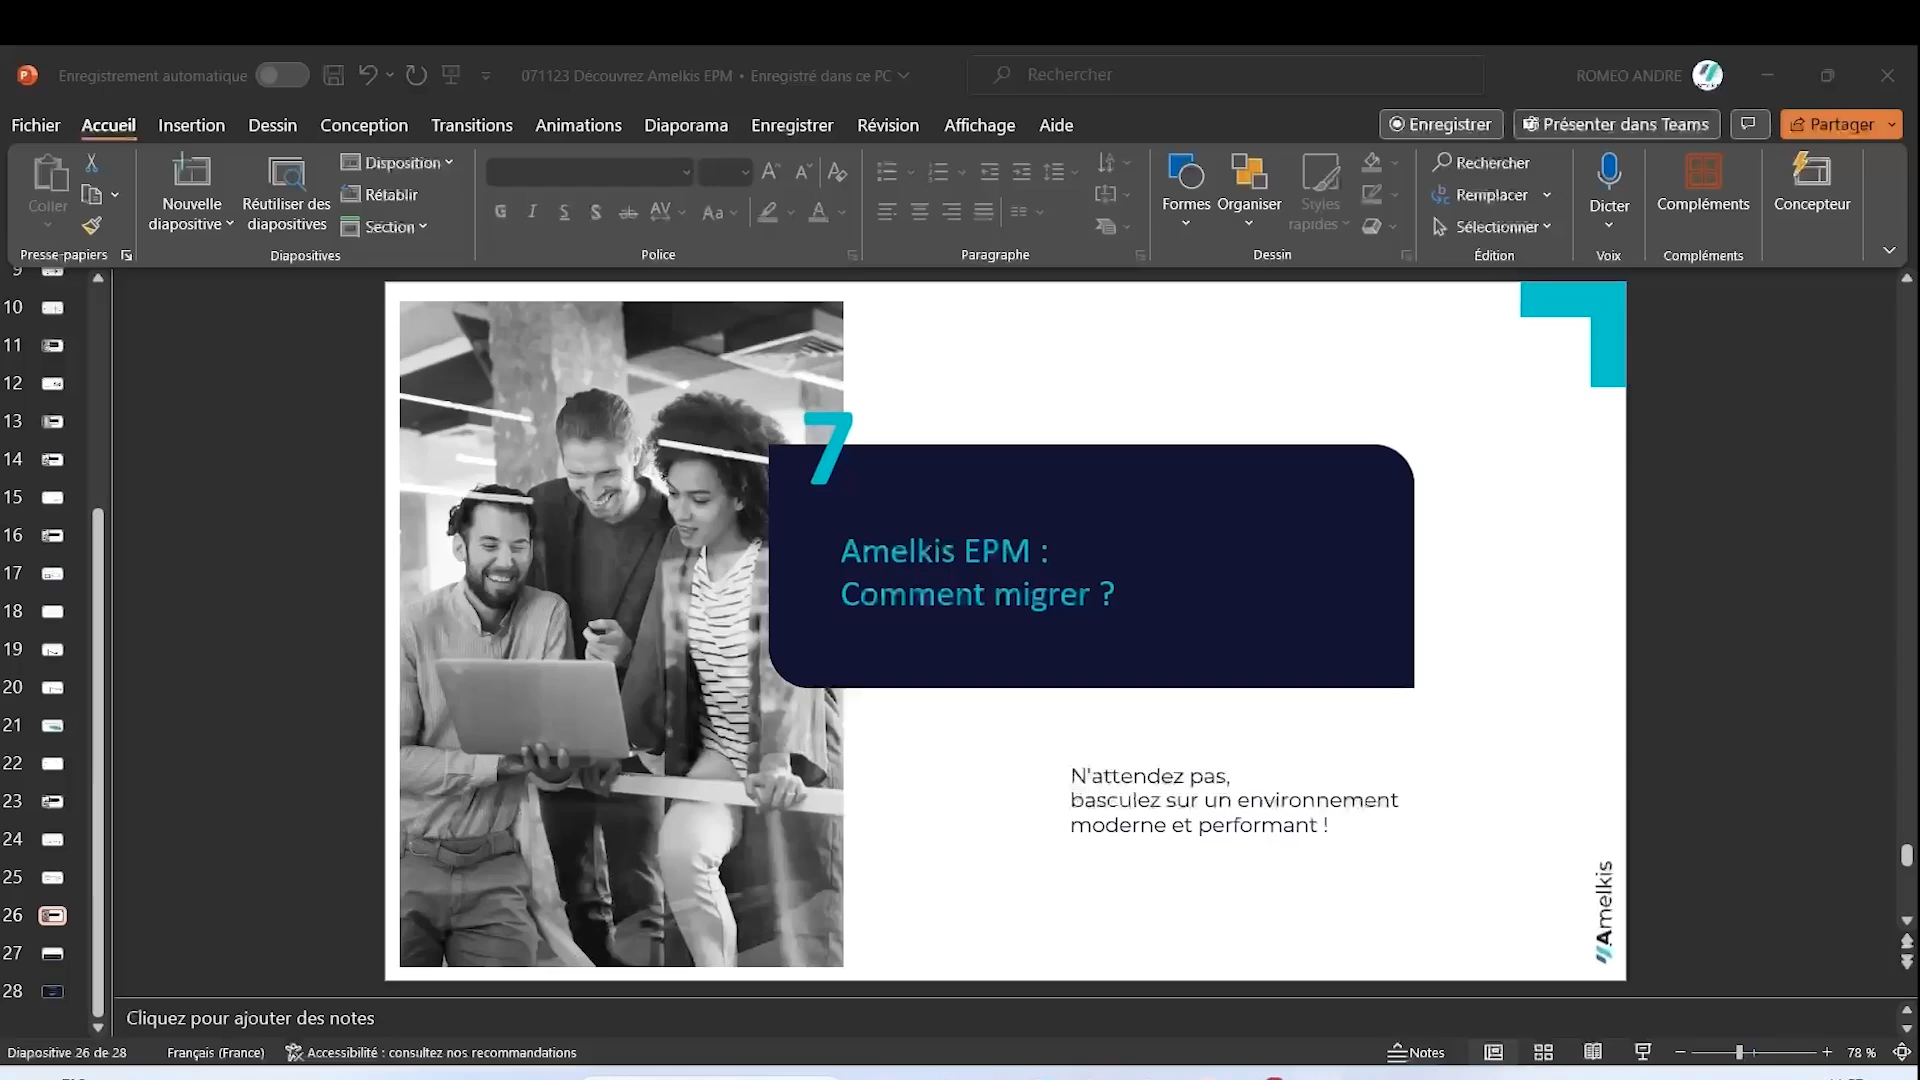 Enregistrement automatique
071123 Découvrez Amelkis EPM • Enregistré dans ce PC
Rechercher
ROMEO ANDRE
Fichier Accueil Insertion Dessin Conception Transitions Animations Diaporama Enregistrer Révision Affichage Aide
Enregistrer
Présenter dans Teams
Partager
Coller
Presse-papiers
Nouvelle diapositive
Réutiliser des diapositives
Disposition
Rétablir
Section
Diapositives
G I S S ab AV Aa A
Police
Paragraphe
Formes
Organiser
Styles rapides
Dessin
Rechercher
Remplacer
Sélectionner
Édition
Dicter
Voix
Compléments
Compléments
Concepteur
9
10
11
12
13
14
15
16
17
18
19
20
21
22
23
24
25
26
27
28
7
Amelkis EPM :
Comment migrer ?
N'attendez pas,
basculez sur un environnement
moderne et performant !
Amelkis
Cliquez pour ajouter des notes
Diapositive 26 de 28
Français (France)
Accessibilité : consultez nos recommandations
Notes
78 %